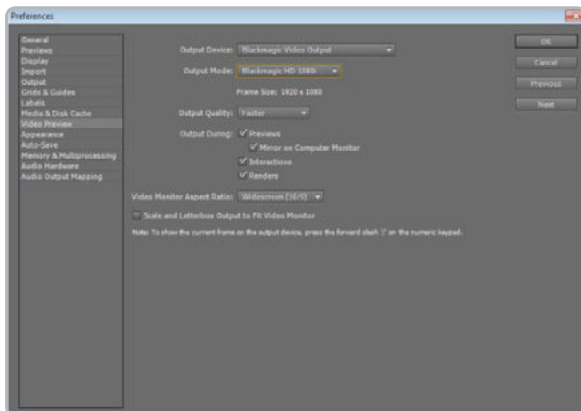 Preferences
General
Previews
Display
Import
Output
Grids & Guides
Labels
Media & Disk Cache
Video Preview
Appearance
Auto-Save
Memory & Multiprocessing
Audio Hardware
Audio Output Mapping
Output Device: Blackmagic Video Output
Output Mode: Blackmagic HD 1080i
Frame Size: 1920 x 1080
Output Quality: Faster
Output During: Previews
Mirror on Computer Monitor
Interactions
Renders
Video Monitor Aspect Ratio: Widescreen (16:9)
Scale and Letterbox Output to Fit Video Monitor
Note: To show the current frame on the output device, press the forward slash '/' on the numeric keypad.
OK
Cancel
Previous
Next